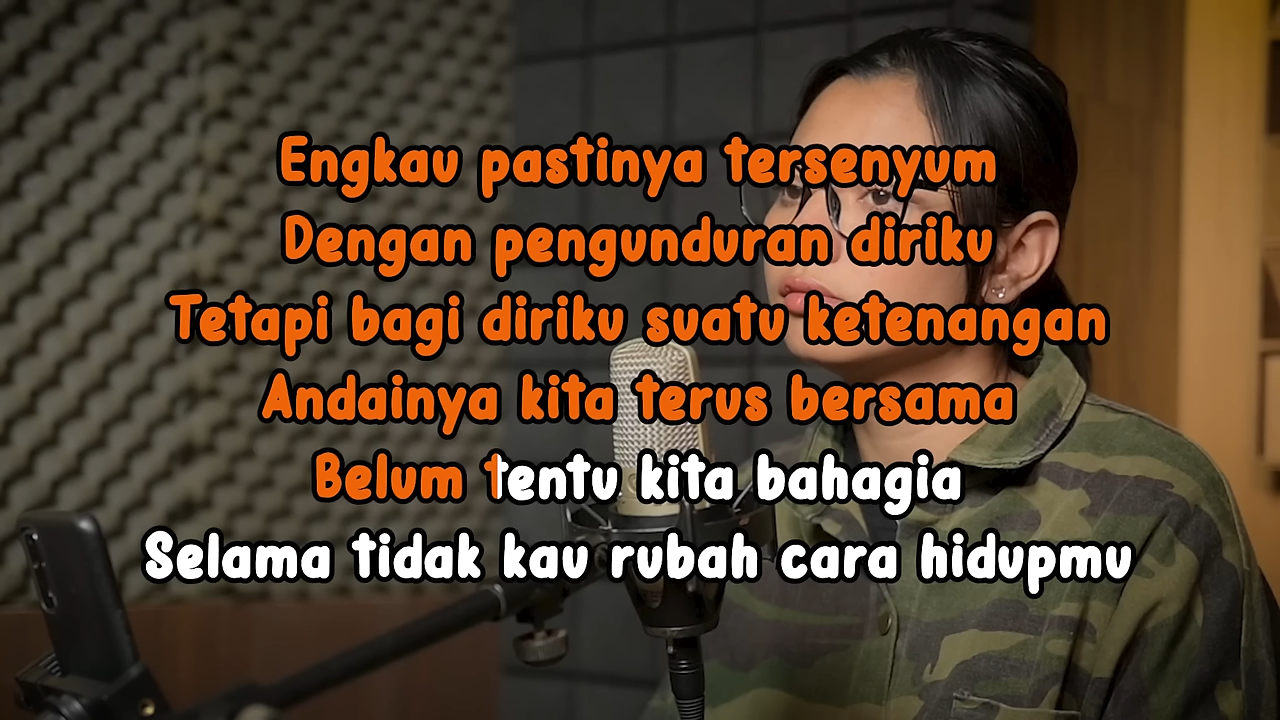 Engkau pastinya tersenyum
Dengan pengunduran diriku
Tetapi bagi diriku suatu ketenangan
Andainya kita terus bersama
Belum tentu kita bahagia
Selama tidak kau rubah cara hidupmu